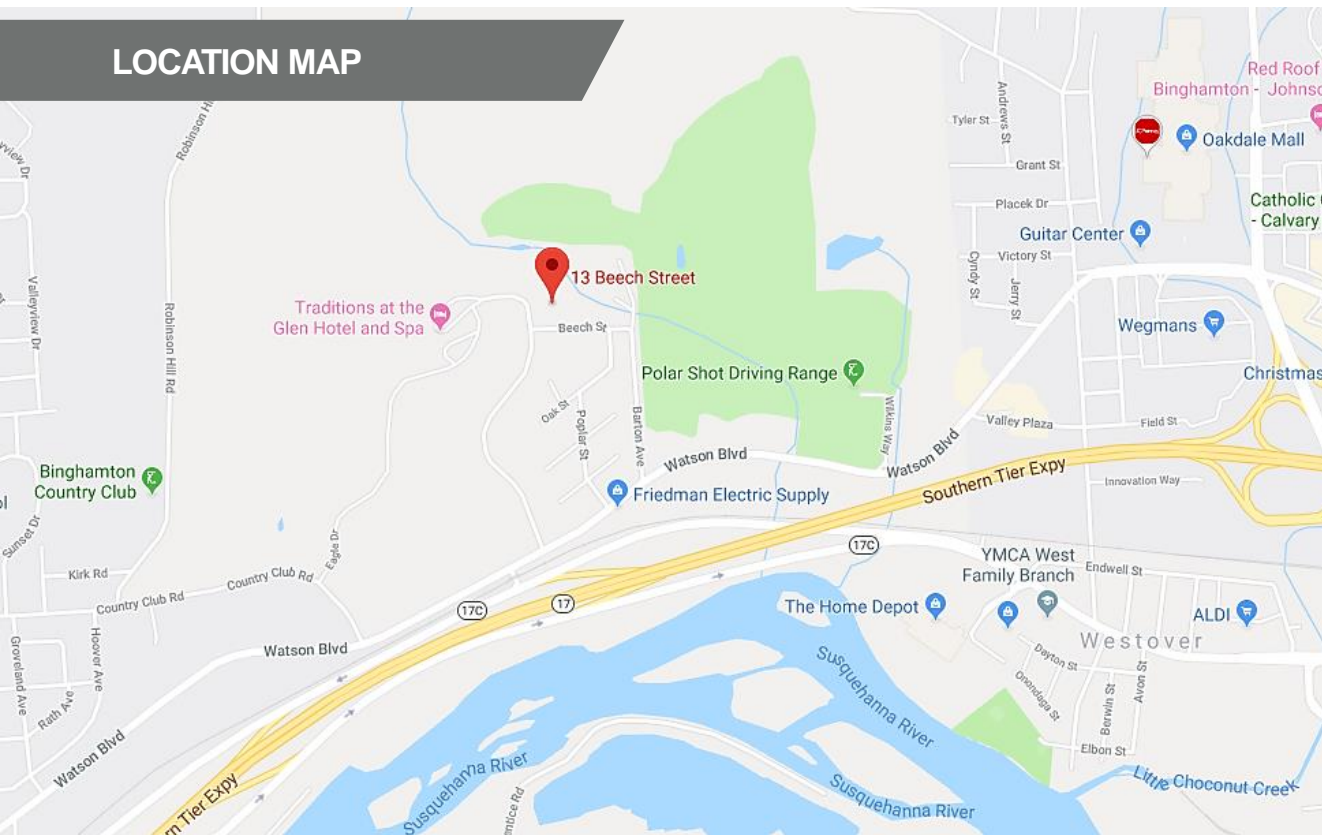 LOCATION MAP
Red Roof
Binghamton - Johnso
Robinson Hi
Andrews St
Tyler St
Oakdale Mall
yview Dr
Grant St
Catholic
- Calvary
Placek Dr
Guitar Center
Victory St
Cyndy St
Jerry St
13 Beech Street
Valleyview Dr
Robinson Hill Rd
Traditions at the
Glen Hotel and Spa
Beech St
Wegmans
Polar Shot Driving Range
Christmas
Oak St
Poplar St
Barton Ave
Wilkins Way
Valley Plaza
Field St
Watson Blvd
Watson Blvd
Binghamton
Country Club
Southern Tier Expy
Innovation Way
Friedman Electric Supply
ol
Sunset Dr
Eagle Dr
17C
YMCA West
Family Branch
Endwell St
Kirk Rd
Country Club Rd
Country Club Rd
17C
17
The Home Depot
ALDI
Westover
Groveland Ave
Hoover Ave
Watson Blvd
Dayton St
Onondaga St
Avon St
Berwin St
Rath Ave
Susquehanna River
Elbon St
Watson Blvd
Susquehanna River
Little Choconut Creek
Susquehanna River
rn Tier Expy
entice Rd